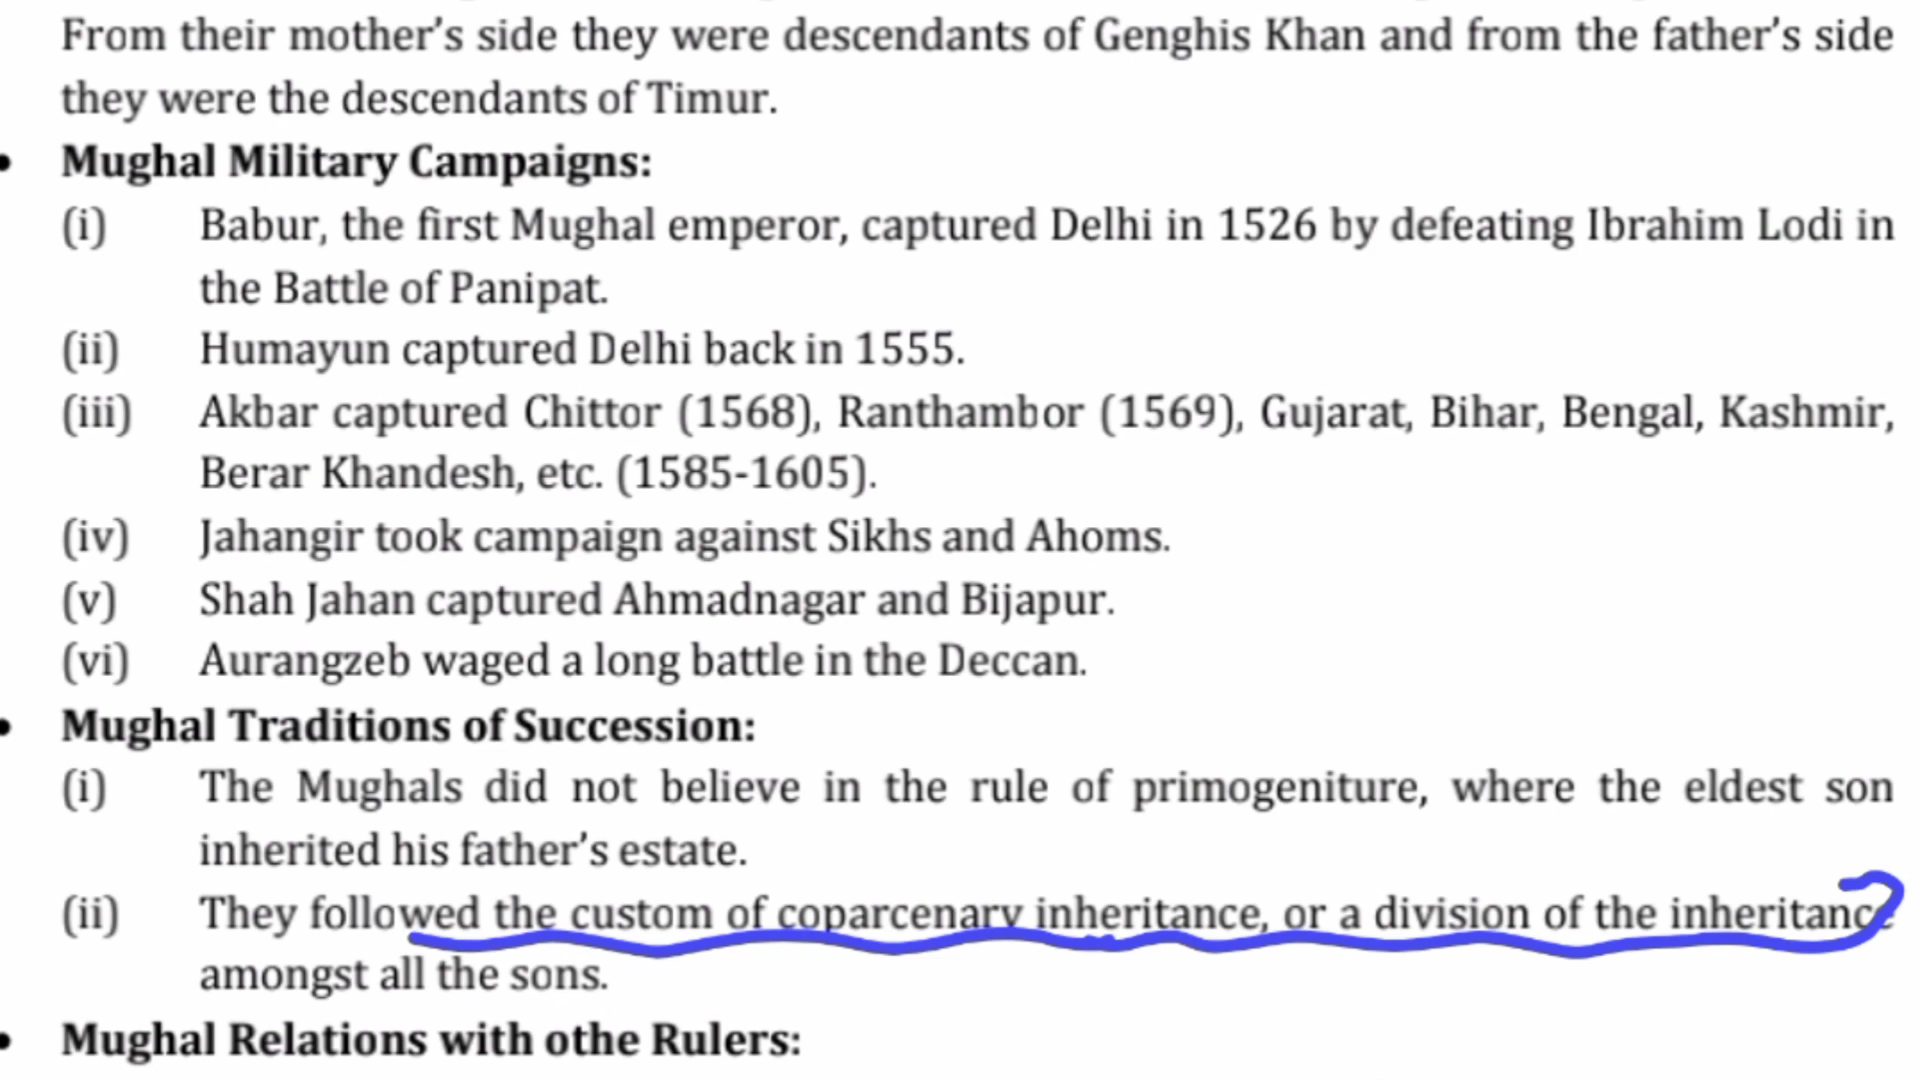 From their mother's side they were descendants of Genghis Khan and from the father's side
they were the descendants of Timur.
• Mughal Military Campaigns:
(i) Babur, the first Mughal emperor, captured Delhi in 1526 by defeating Ibrahim Lodi in
the Battle of Panipat.
(ii) Humayun captured Delhi back in 1555.
(iii) Akbar captured Chittor (1568), Ranthambor (1569), Gujarat, Bihar, Bengal, Kashmir,
Berar Khandesh, etc. (1585-1605).
(iv) Jahangir took campaign against Sikhs and Ahoms.
(v) Shah Jahan captured Ahmadnagar and Bijapur.
(vi) Aurangzeb waged a long battle in the Deccan.
• Mughal Traditions of Succession:
(i) The Mughals did not believe in the rule of primogeniture, where the eldest son
inherited his father's estate.
(ii) They followed the custom of coparcenary inheritance, or a division of the inheritance
amongst all the sons.
• Mughal Relations with othe Rulers: